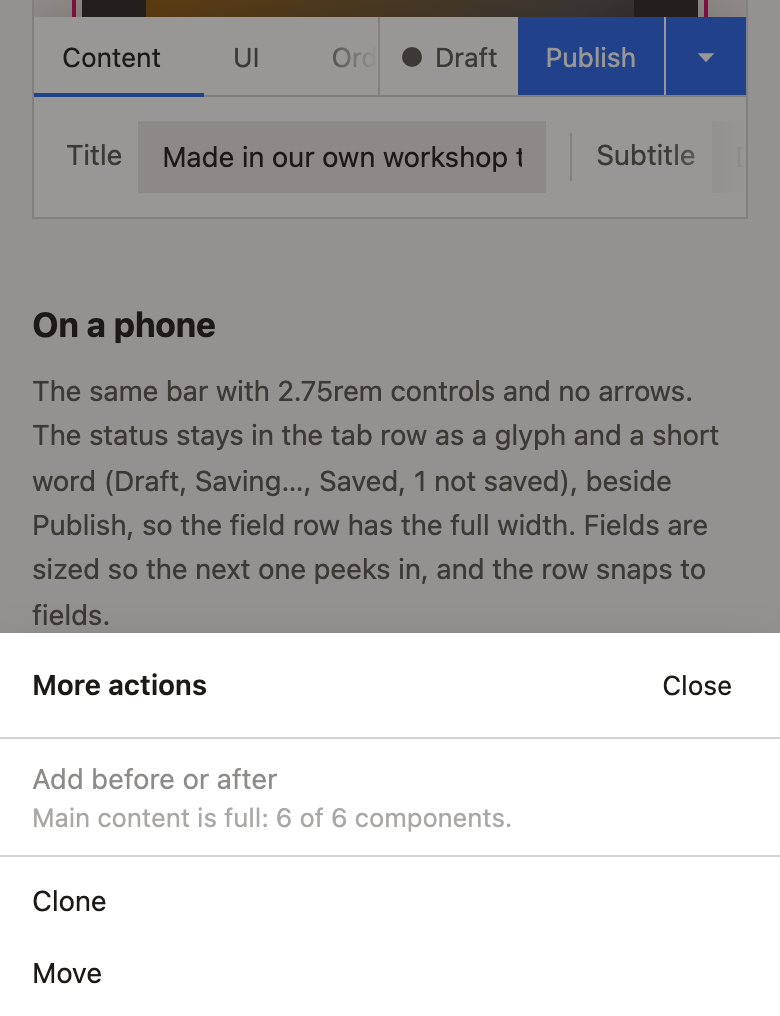 Content UI Ord Draft Publish
Title Made in our own workshop t Subtitle
On a phone
The same bar with 2.75rem controls and no arrows.
The status stays in the tab row as a glyph and a short
word (Draft, Saving…, Saved, 1 not saved), beside
Publish, so the field row has the full width. Fields are
sized so the next one peeks in, and the row snaps to
fields.
More actions Close
Add before or after
Main content is full: 6 of 6 components.
Clone
Move